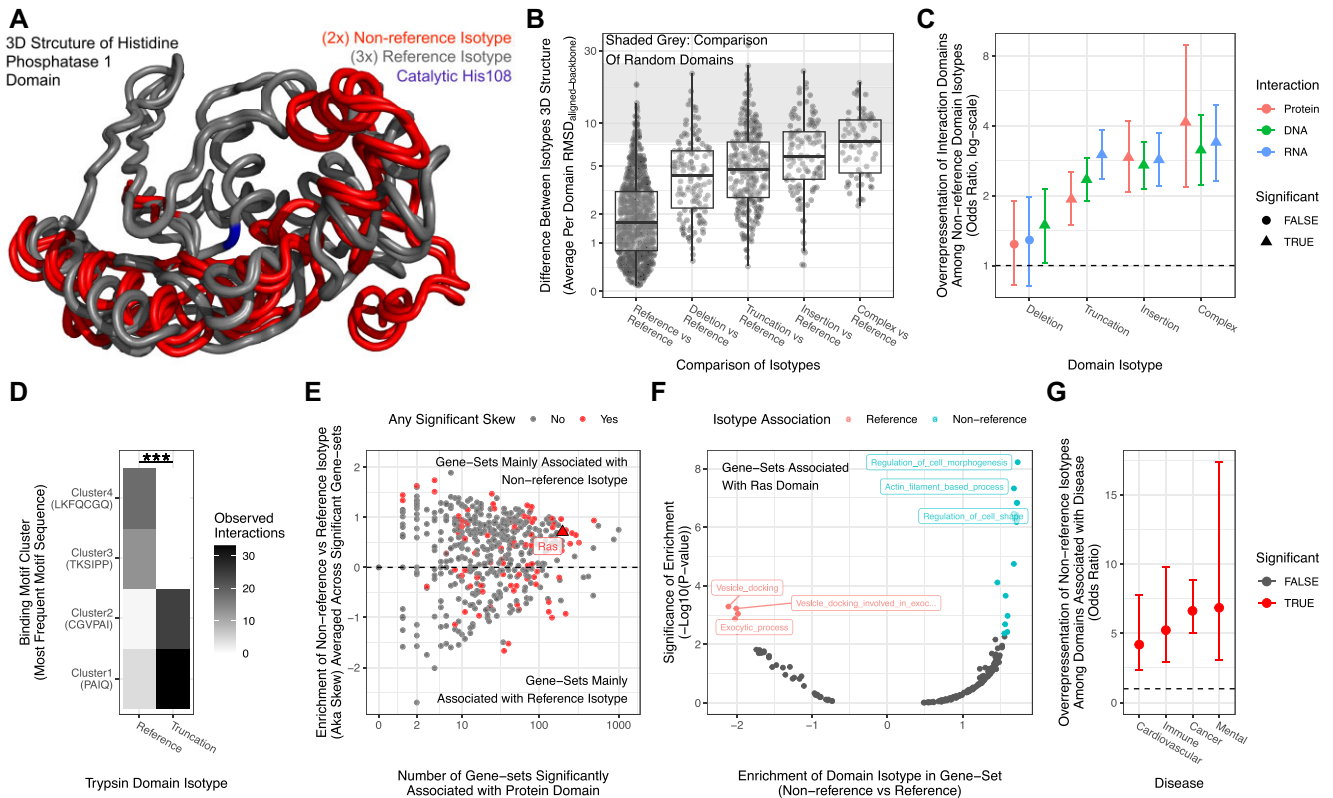 A
3D Strcuture of Histidine
Phosphatase 1
Domain
(2x) Non-reference Isotype
(3x) Reference Isotype
Catalytic His108
B
Difference Between Isotypes 3D Structure
(Average Per Domain RMSDaligned−backbone)
Shaded Grey: Comparison
Of Random Domains
30
10
5
2
1
0
Reference vs
Reference
Deletion vs
Reference
Truncation vs
Reference
Insertion vs
Reference
Complex vs
Reference
Comparison of Isotypes
C
Overrepresentation of Interaction Domains
Among Non-reference Domain Isotypes
(Odds Ratio, log−scale)
8
4
2
1
Deletion
Truncation
Insertion
Complex
Domain Isotype
Interaction
Protein
DNA
RNA
Significant
FALSE
TRUE
D
Binding Motif Cluster
(Most Frequent Motif Sequence)
***
Cluster4
(LKFQCGQ)
Cluster3
(TKSIPP)
Cluster2
(CGVPAI)
Cluster1
(PAIQ)
Reference
Truncation
Trypsin Domain Isotype
Observed
Interactions
30
20
10
0
E
Any Significant Skew
No
Yes
Enrichment of Non-reference vs Reference Isotype
(Aka Skew) Averaged Across Significant Gene-sets
Gene-Sets Mainly Associated with
Non-reference Isotype
Ras
Gene-Sets Mainly
Associated with Reference Isotype
2
1
0
−1
−2
0
2
10
100
1000
Number of Gene-sets Significantly
Associated with Protein Domain
F
Isotype Association
Reference
Non-reference
Significance of Enrichment
(−Log10(P-value))
Gene-Sets Associated
With Ras Domain
Regulation_of_cell_morphogenesis
Actin_filament_based_process
Regulation_of_cell_shape
Vesicle_docking
Vesicle_docking_involved_in_exoc...
Exocytic_process
8
6
4
2
0
−2
−1
0
1
Enrichment of Domain Isotype in Gene-Set
(Non-reference vs Reference)
G
Overrepresentation of Non-reference Isotypes
Among Domains Associated with Disease
(Odds Ratio)
15
10
5
0
Cardiovascular
Immune
Cancer
Mental
Disease
Significant
FALSE
TRUE